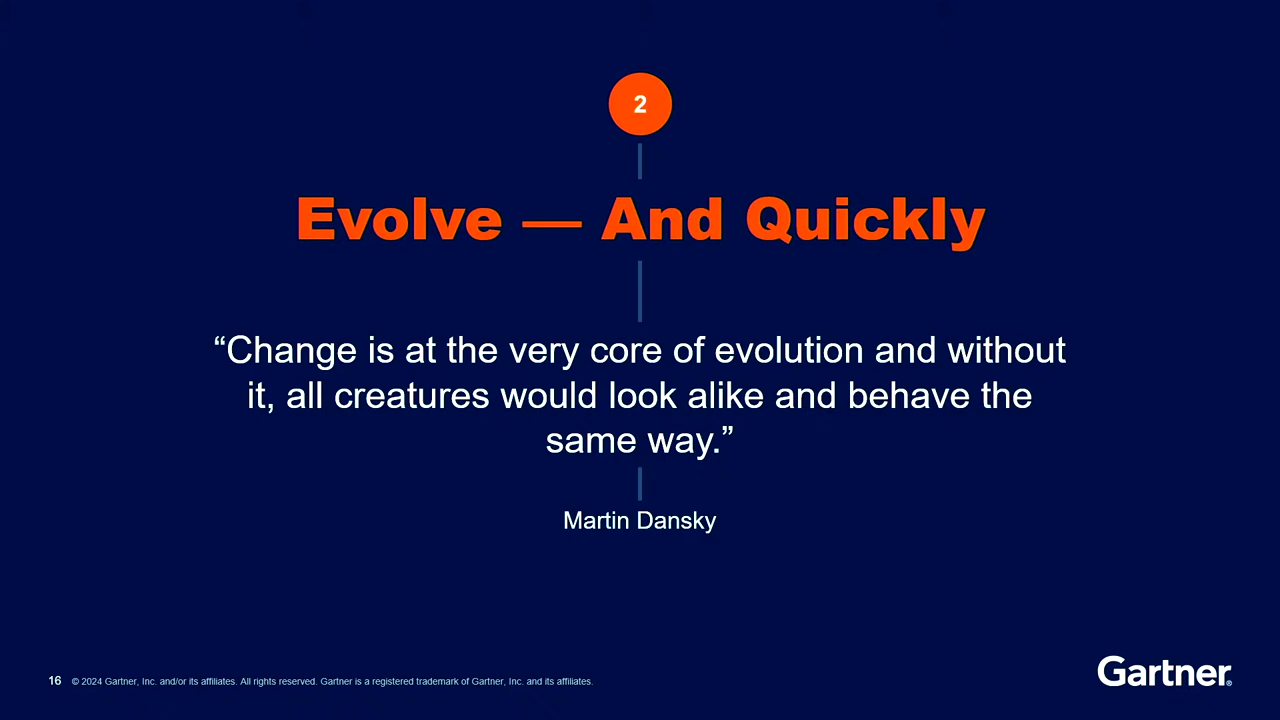 2
Evolve — And Quickly
“Change is at the very core of evolution and without
it, all creatures would look alike and behave the
same way.”
Martin Dansky
16 © 2024 Gartner, Inc. and/or its affiliates. All rights reserved. Gartner is a registered trademark of Gartner, Inc. and its affiliates.
Gartner®